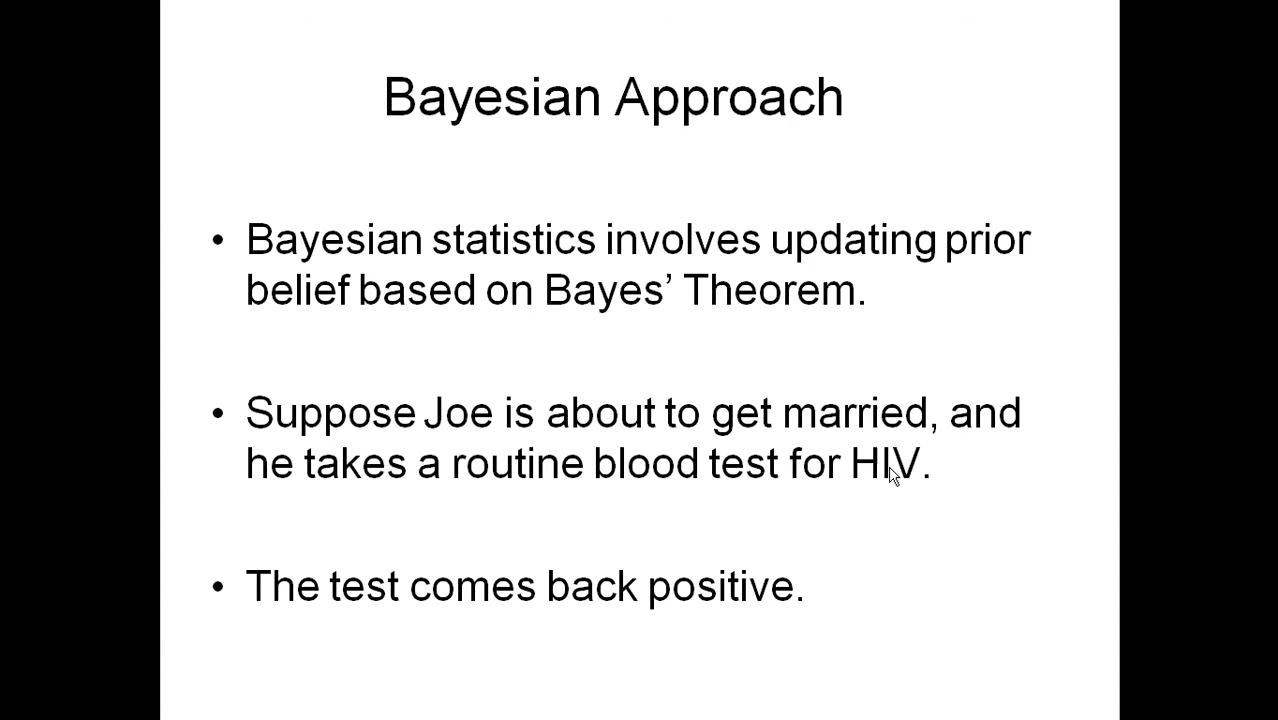 Bayesian Approach
• Bayesian statistics involves updating prior
belief based on Bayes’ Theorem.
• Suppose Joe is about to get married, and
he takes a routine blood test for HIV.
• The test comes back positive.